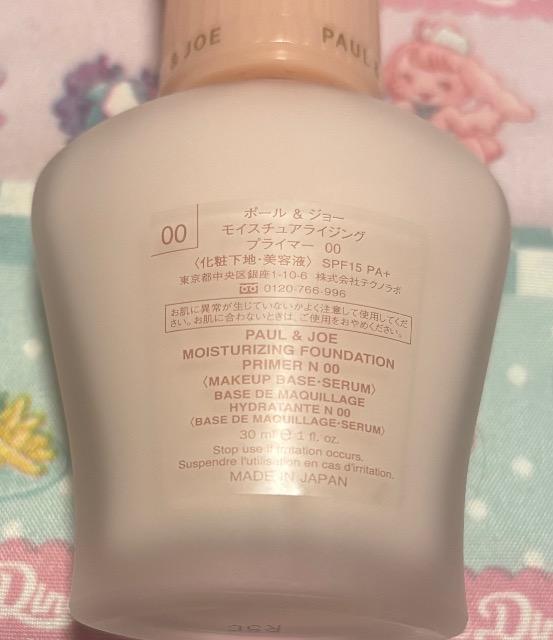 & JOE
PAUL &
00
ポール & ジョー
モイスチュアライジング
プライマー 00
〈化粧下地・美容液〉 SPF15 PA+
東京都中央区銀座1-10-6 株式会社テクノラボ
0120-766-996
お肌に異常が生じていないかよく注意して使用してくだ
さい。お肌に合わないときは、ご使用をおやめください。
PAUL & JOE
MOISTURIZING FOUNDATION
PRIMER N 00
〈MAKEUP BASE・SERUM〉
BASE DE MAQUILLAGE
HYDRATANTE N 00
〈BASE DE MAQUILLAGE・SERUM〉
30 ml ℮ 1 fl. oz.
Stop use if irritation occurs.
Suspendre l'utilisation en cas d'irritation.
MADE IN JAPAN
Din
Din